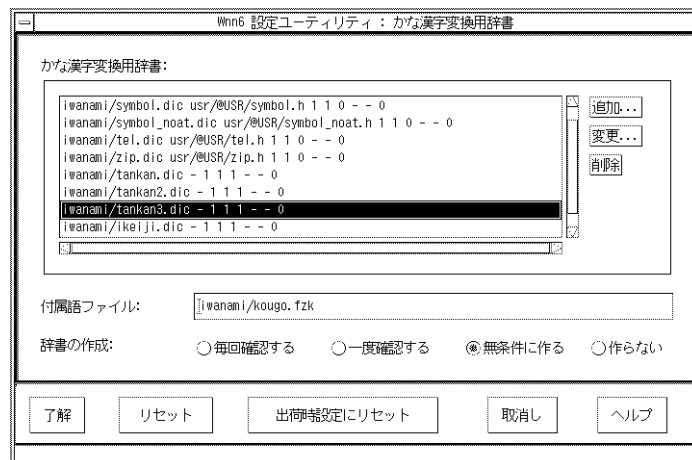 Wnn6 設定ユーティリティ : かな漢字変換用辞書
かな漢字変換用辞書:
iwanami/symbol.dic usr/@USR/symbol.h 1 1 0 - - 0
iwanami/symbol_noat.dic usr/@USR/symbol_noat.h 1 1 0 - - 0
iwanami/tel.dic usr/@USR/tel.h 1 1 0 - - 0
iwanami/zip.dic usr/@USR/zip.h 1 1 0 - - 0
iwanami/tankan.dic - 1 1 1 - - 0
iwanami/tankan2.dic - 1 1 1 - - 0
iwanami/tankan3.dic - 1 1 1 - - 0
iwanami/ikeiji.dic - 1 1 1 - - 0
追加...
変更...
削除
付属語ファイル: iwanami/kougo.fzk
辞書の作成: 毎回確認する 一度確認する 無条件に作る 作らない
了解 リセット 出荷時設定にリセット 取消し ヘルプ